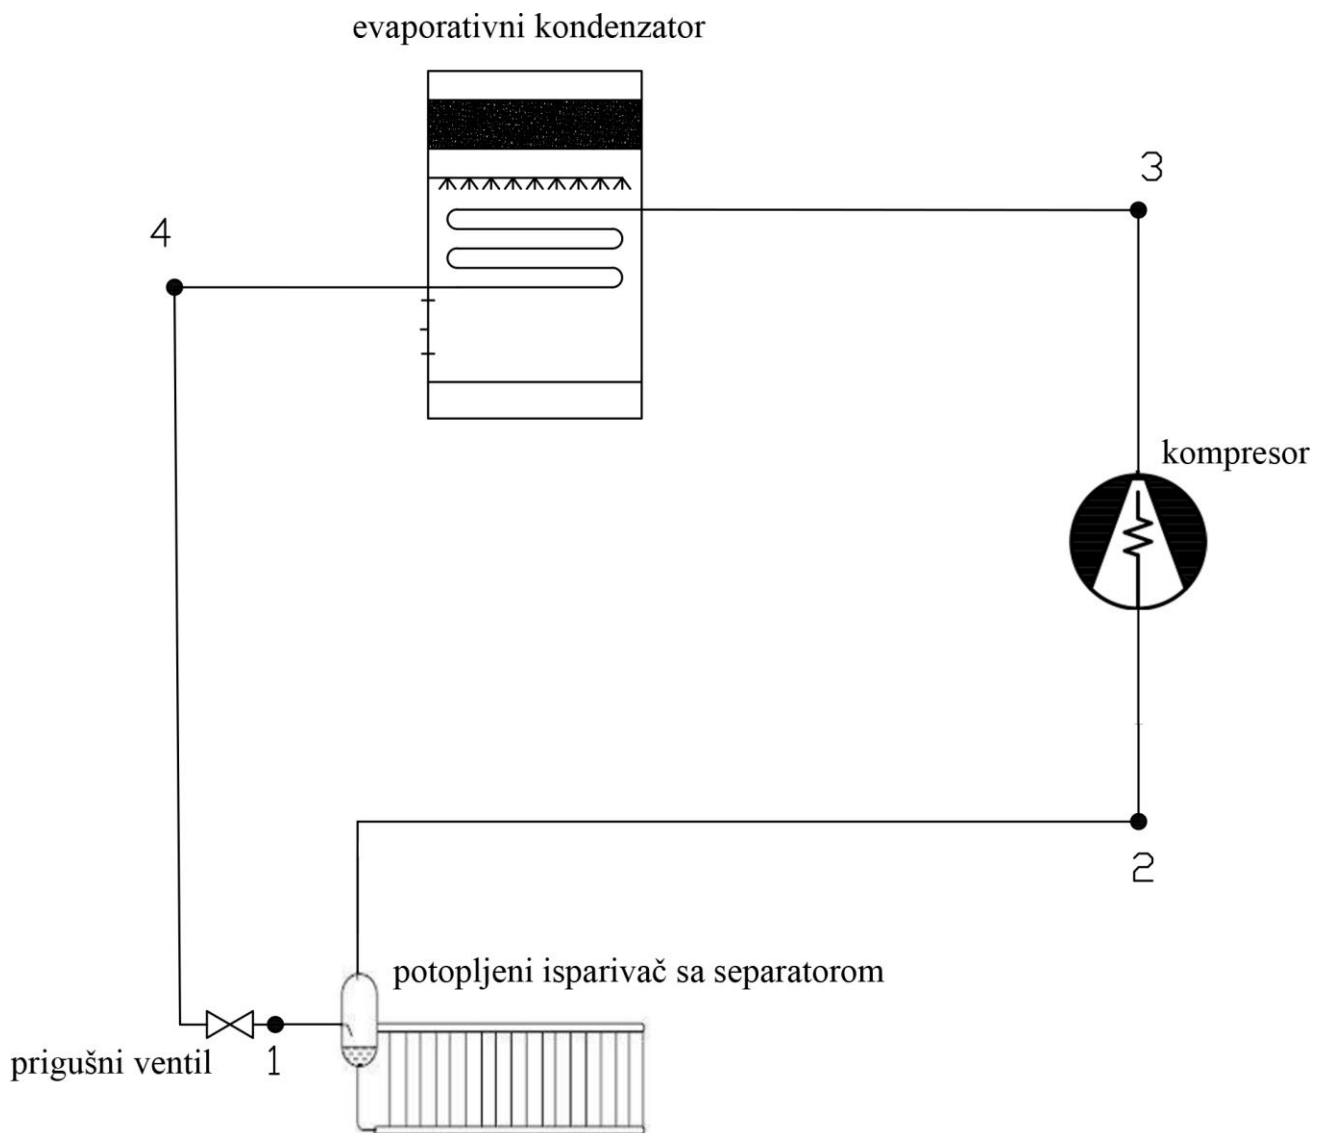 evaporativni kondenzator
3
4
kompresor
2
potopljeni isparivač sa separatorom
prigušni ventil
1